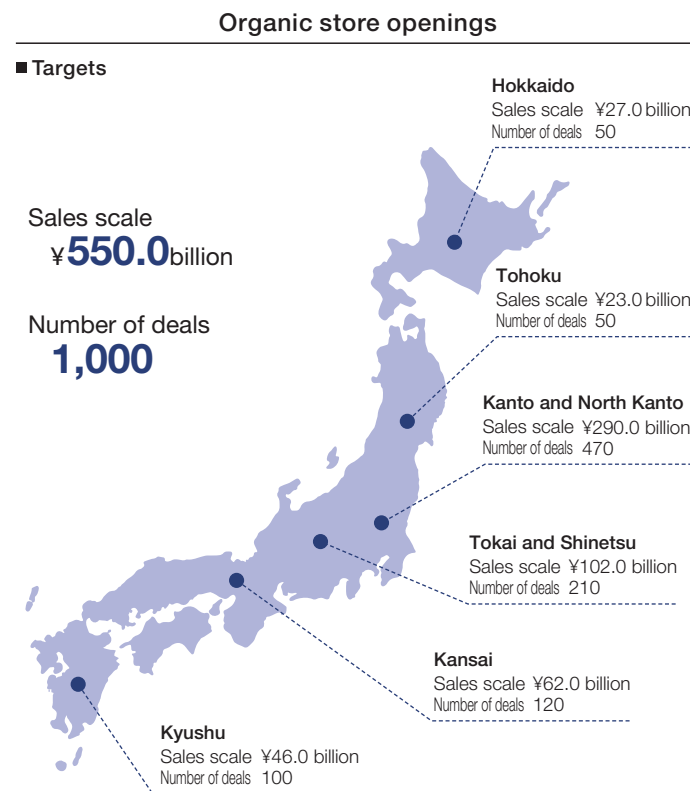 Organic store openings
■ Targets
Sales scale
¥550.0billion
Number of deals
1,000
Hokkaido
Sales scale ¥27.0 billion
Number of deals 50
Tohoku
Sales scale ¥23.0 billion
Number of deals 50
Kanto and North Kanto
Sales scale ¥290.0 billion
Number of deals 470
Tokai and Shinetsu
Sales scale ¥102.0 billion
Number of deals 210
Kansai
Sales scale ¥62.0 billion
Number of deals 120
Kyushu
Sales scale ¥46.0 billion
Number of deals 100